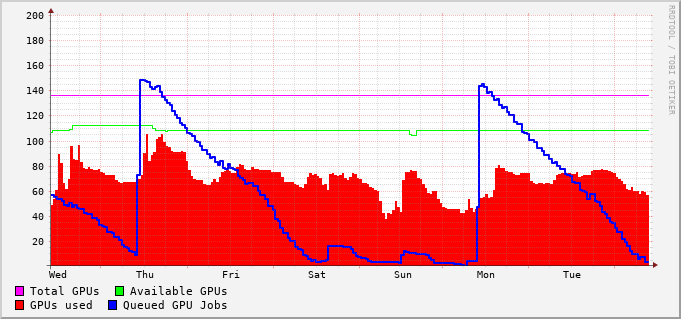 200
180
160
140
120
100
80
60
40
20
Wed Thu Fri Sat Sun Mon Tue
Total GPUs Available GPUs
GPUs used Queued GPU Jobs
RRDTOOL / TOBI OETIKER